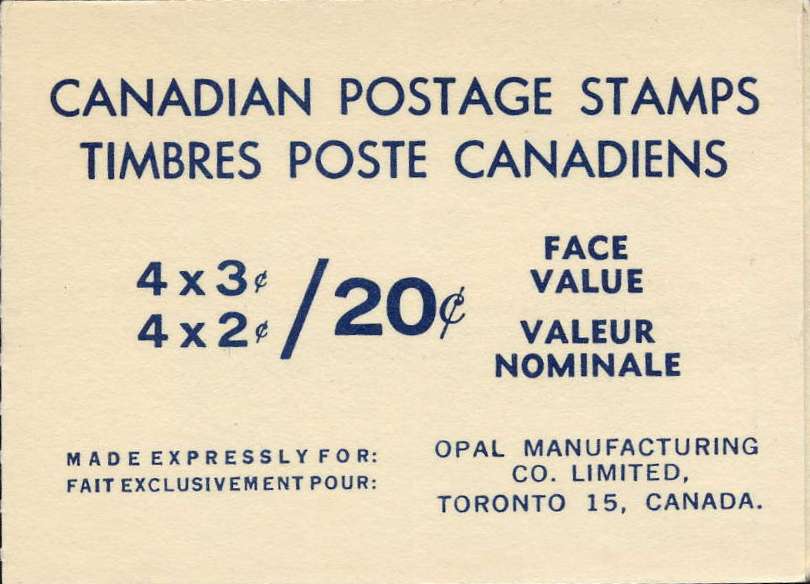 CANADIAN POSTAGE STAMPS
TIMBRES POSTE CANADIENS
4 x 3¢
4 x 2¢
/20¢
FACE
VALUE
VALEUR
NOMINALE
MADE EXPRESSLY FOR:
FAIT EXCLUSIVEMENT POUR:
OPAL MANUFACTURING
CO. LIMITED,
TORONTO 15, CANADA.